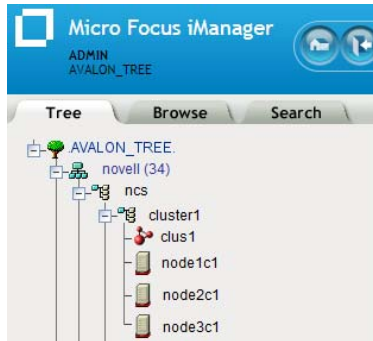 Micro Focus iManager
ADMIN
AVALON_TREE
Tree Browse Search
AVALON_TREE.
novell (34)
ncs
cluster1
clus1
node1c1
node2c1
node3c1